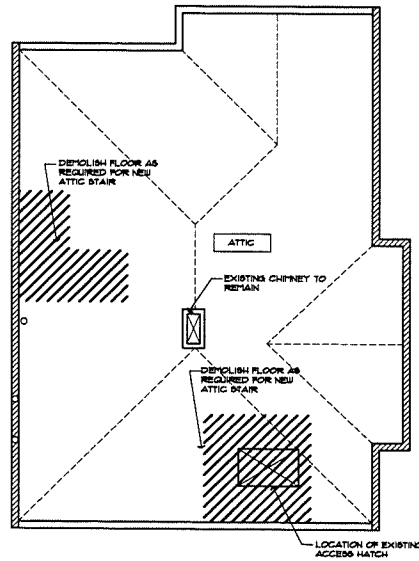 DEMOLISH FLOOR AS
REQUIRED FOR NEW
ATTIC STAIR
ATTIC
EXISTING CHIMNEY TO
REMAIN
DEMOLISH FLOOR AS
REQUIRED FOR NEW
ATTIC STAIR
LOCATION OF EXISTING
ACCESS HATCH